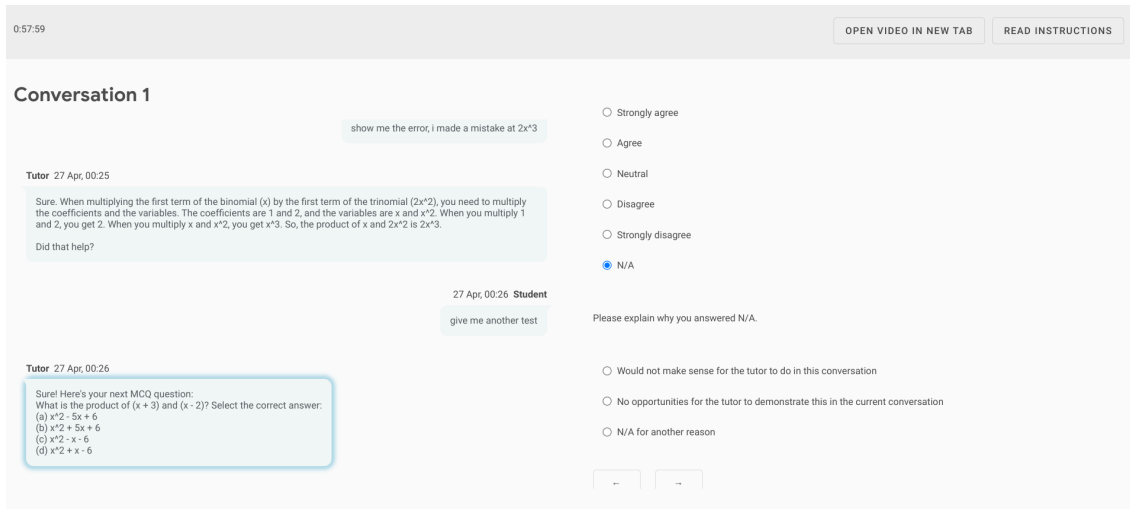 0:57:59
OPEN VIDEO IN NEW TAB
READ INSTRUCTIONS
Conversation 1
show me the error, i made a mistake at 2x^3
Tutor 27 Apr, 00:25
Sure. When multiplying the first term of the binomial (x) by the first term of the trinomial (2x^2), you need to multiply
the coefficients and the variables. The coefficients are 1 and 2, and the variables are x and x^2. When you multiply 1
and 2, you get 2. When you multiply x and x^2, you get x^3. So, the product of x and 2x^2 is 2x^3.
Did that help?
27 Apr, 00:26 Student
give me another test
Tutor 27 Apr, 00:26
Sure! Here's your next MCQ question:
What is the product of (x + 3) and (x - 2)? Select the correct answer:
(a) x^2 - 5x + 6
(b) x^2 + 5x + 6
(c) x^2 - x - 6
(d) x^2 + x - 6
Strongly agree
Agree
Neutral
Disagree
Strongly disagree
N/A
Please explain why you answered N/A.
Would not make sense for the tutor to do in this conversation
No opportunities for the tutor to demonstrate this in the current conversation
N/A for another reason
← →